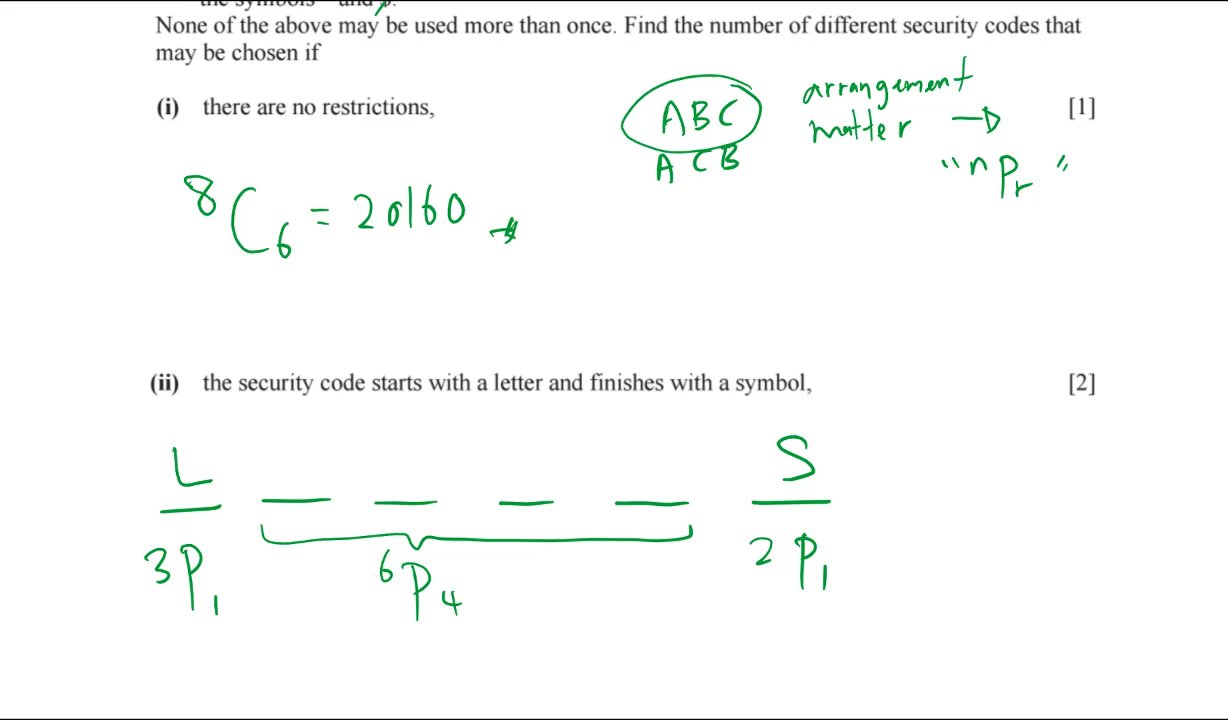 None of the above may be used more than once. Find the number of different security codes that
may be chosen if
(i) there are no restrictions, [1]
ABC
ACB
arrangement
matter →
"nPr"
8C6 = 20160
(ii) the security code starts with a letter and finishes with a symbol, [2]
L S
3P1 6P4 2P1